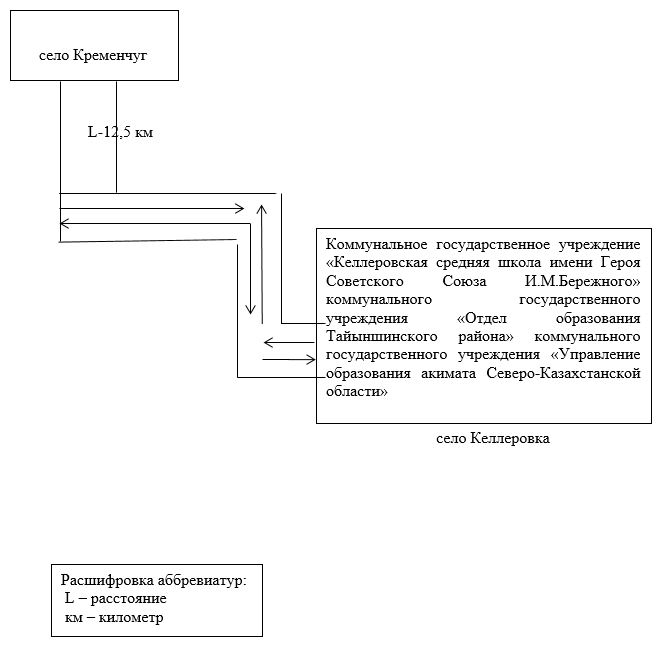 село Кременчуг
L-12,5 км
Коммунальное государственное учреждение
«Келлеровская средняя школа имени Героя
Советского Союза И.М.Бережного»
коммунального государственного
учреждения «Отдел образования
Тайыншинского района» коммунального
государственного учреждения «Управление
образования акимата Северо-Казахстанской
области»
село Келлеровка
Расшифровка аббревиатур:
L – расстояние
км – километр